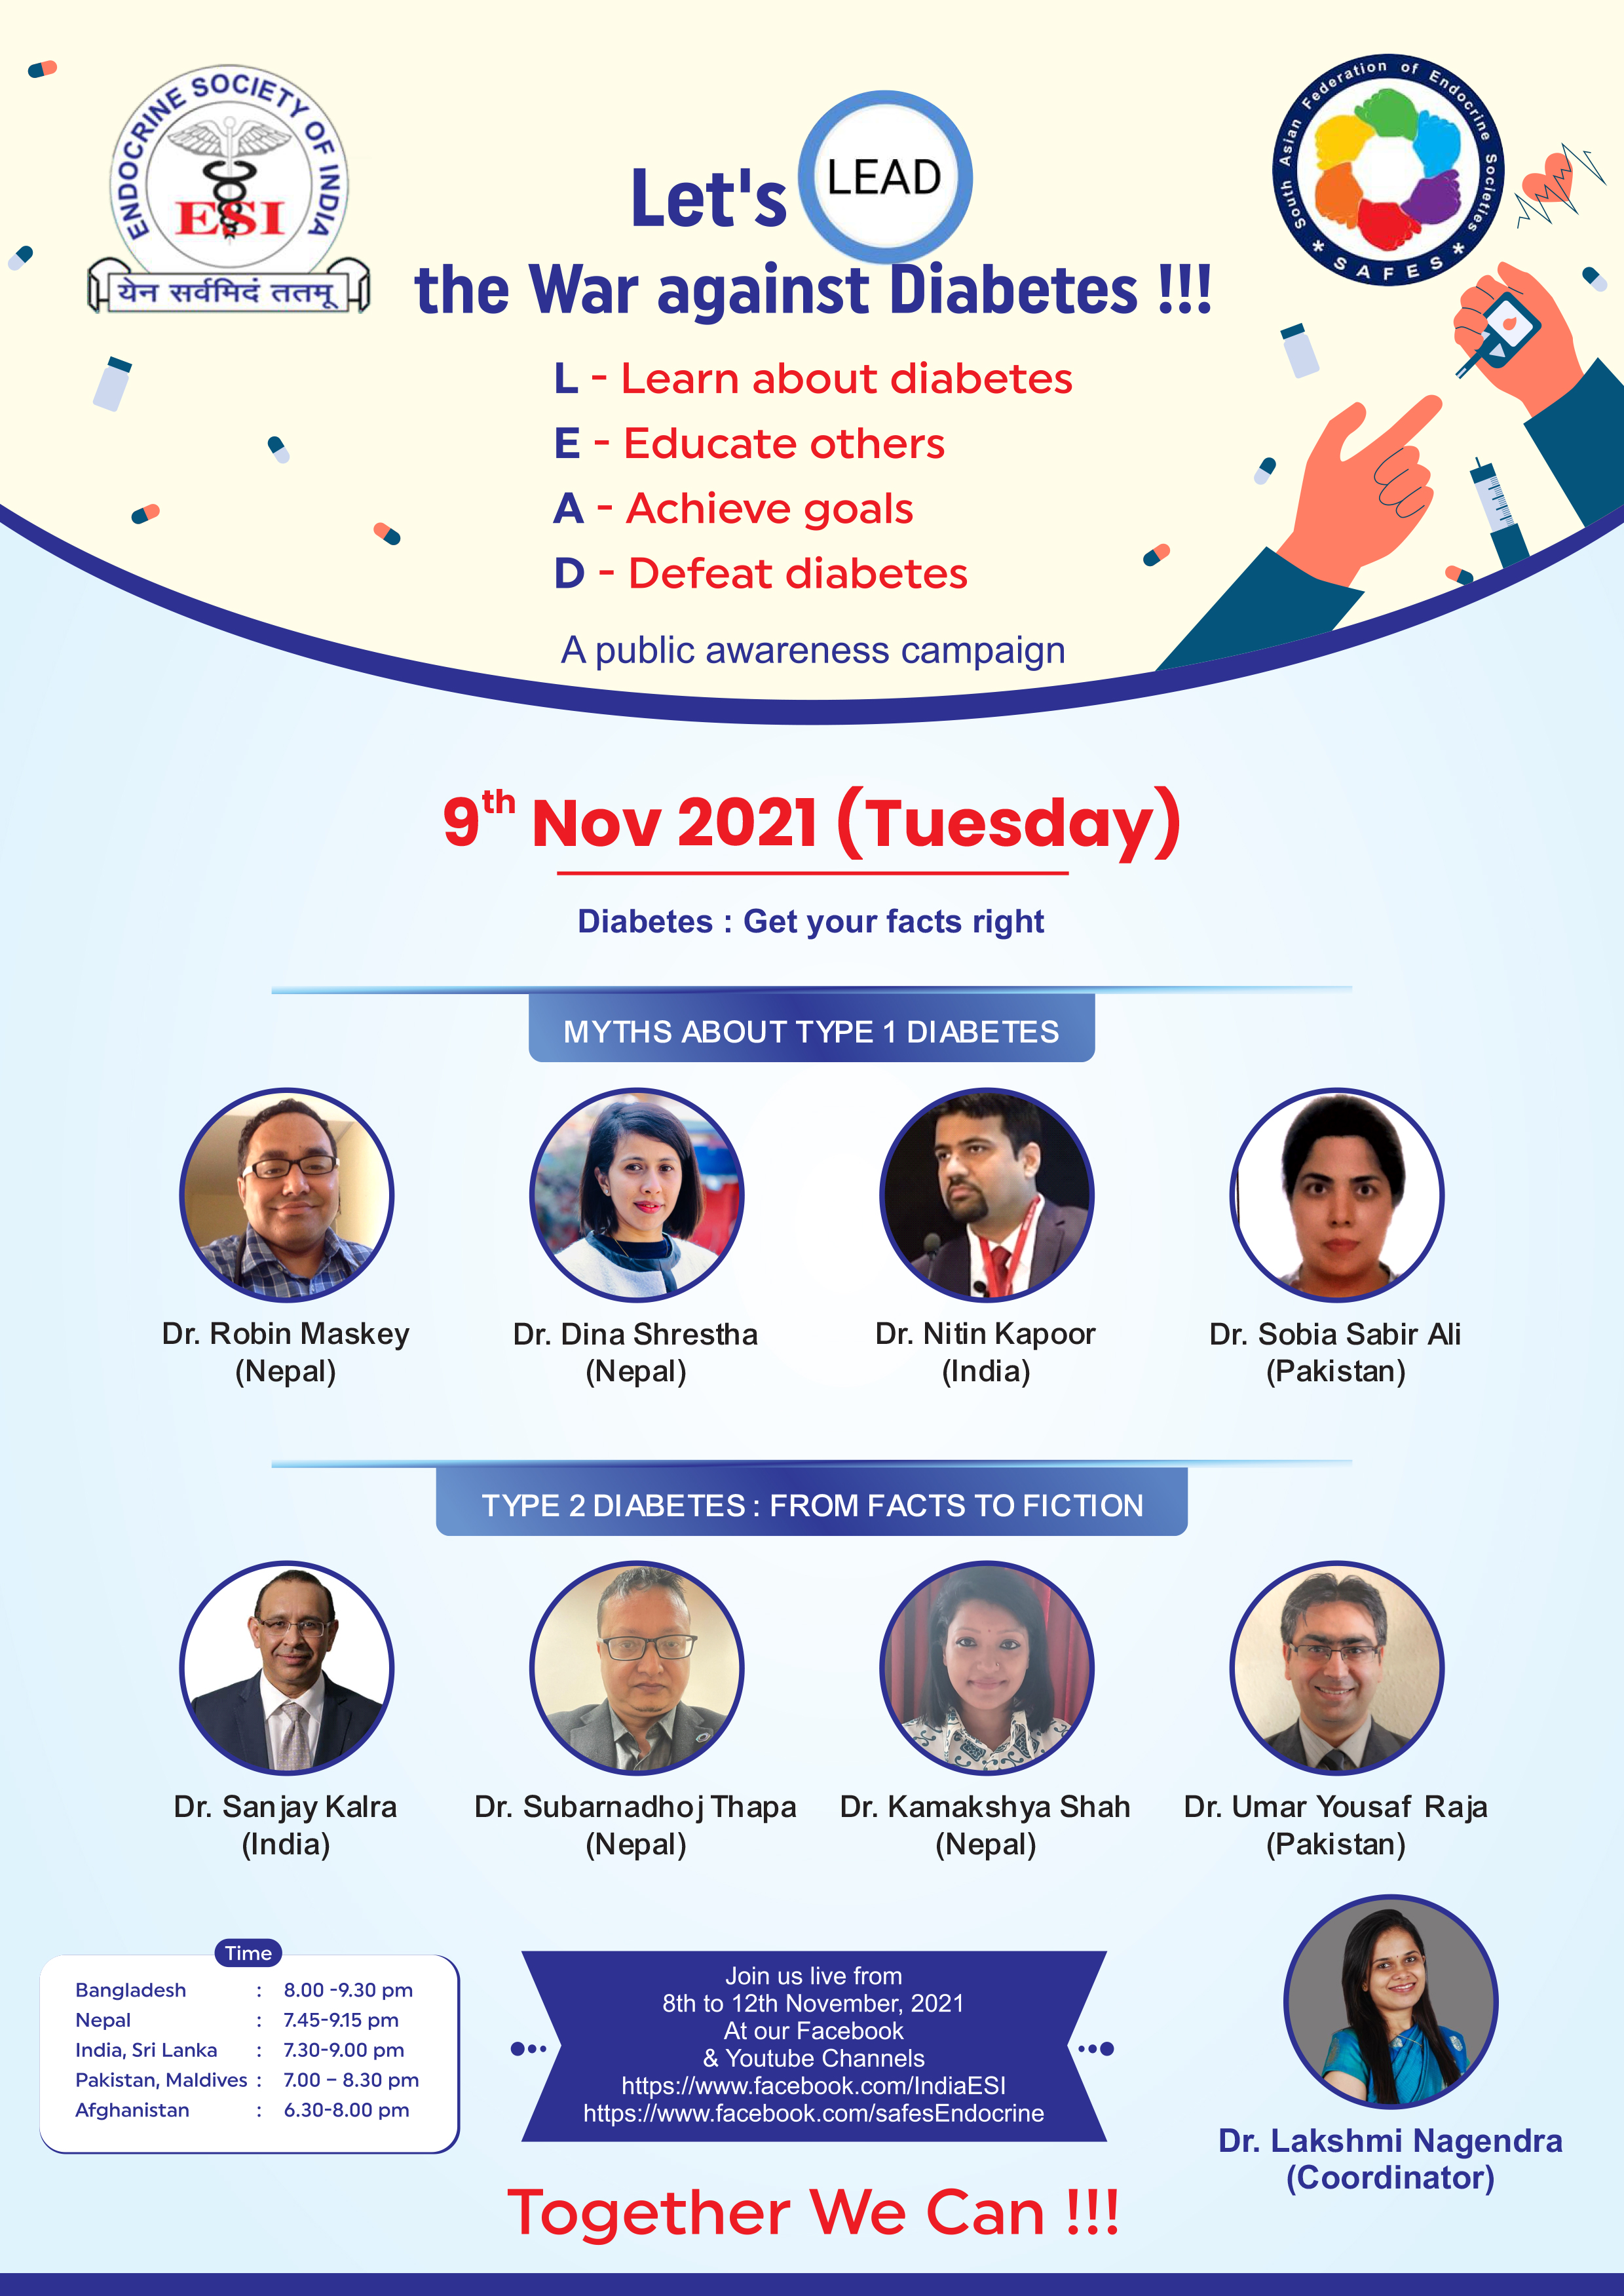 ENDOCRINE SOCIETY OF INDIA
ESI
येन सर्वमिदं ततमू
South Asian Federation of Endocrine Societies
* SAFES *
Let's LEAD
the War against Diabetes !!!
L - Learn about diabetes
E - Educate others
A - Achieve goals
D - Defeat diabetes
A public awareness campaign
9th Nov 2021 (Tuesday)
Diabetes : Get your facts right
MYTHS ABOUT TYPE 1 DIABETES
Dr. Robin Maskey
(Nepal)
Dr. Dina Shrestha
(Nepal)
Dr. Nitin Kapoor
(India)
Dr. Sobia Sabir Ali
(Pakistan)
TYPE 2 DIABETES : FROM FACTS TO FICTION
Dr. Sanjay Kalra
(India)
Dr. Subarnadhoj Thapa
(Nepal)
Dr. Kamakshya Shah
(Nepal)
Dr. Umar Yousaf Raja
(Pakistan)
Time
Bangladesh : 8.00 -9.30 pm
Nepal : 7.45-9.15 pm
India, Sri Lanka : 7.30-9.00 pm
Pakistan, Maldives : 7.00 – 8.30 pm
Afghanistan : 6.30-8.00 pm
Join us live from
8th to 12th November, 2021
At our Facebook
& Youtube Channels
https://www.facebook.com/IndiaESI
https://www.facebook.com/safesEndocrine
Dr. Lakshmi Nagendra
(Coordinator)
Together We Can !!!